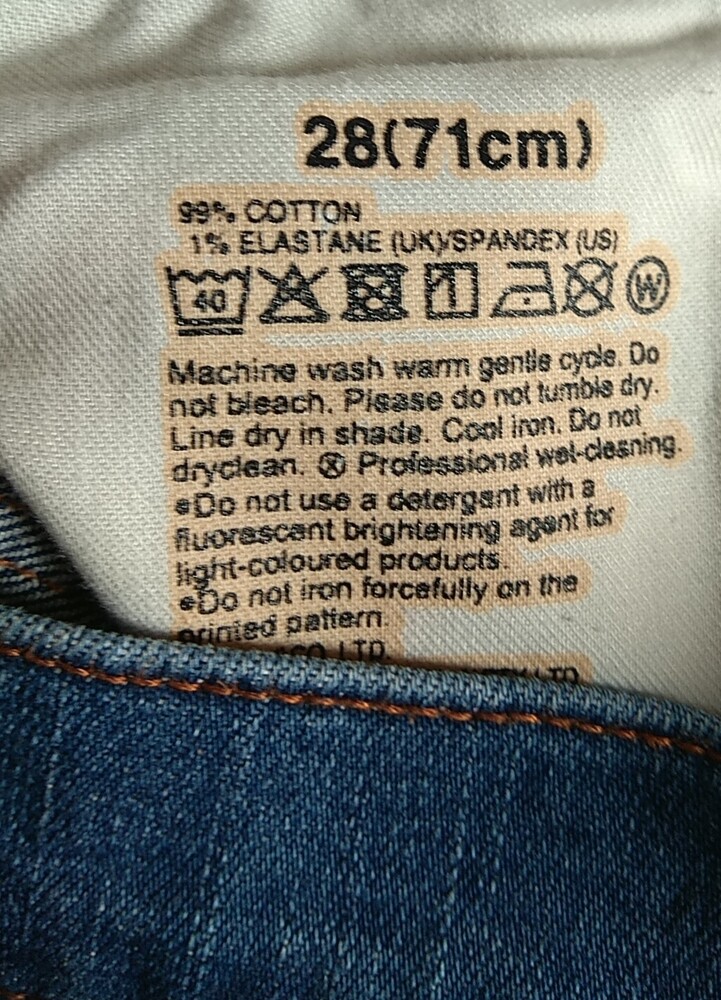 28(71cm)
99% COTTON
1% ELASTANE (UK)/SPANDEX (US)
40
Machine wash warm gentle cycle. Do
not bleach. Please do not tumble dry.
Line dry in shade. Cool iron. Do not
dryclean. Ⓦ Professional wet-cleaning.
●Do not use a detergent with a
fluorescent brightening agent for
light-coloured products.
●Do not iron forcefully on the
printed pattern.
LTD.